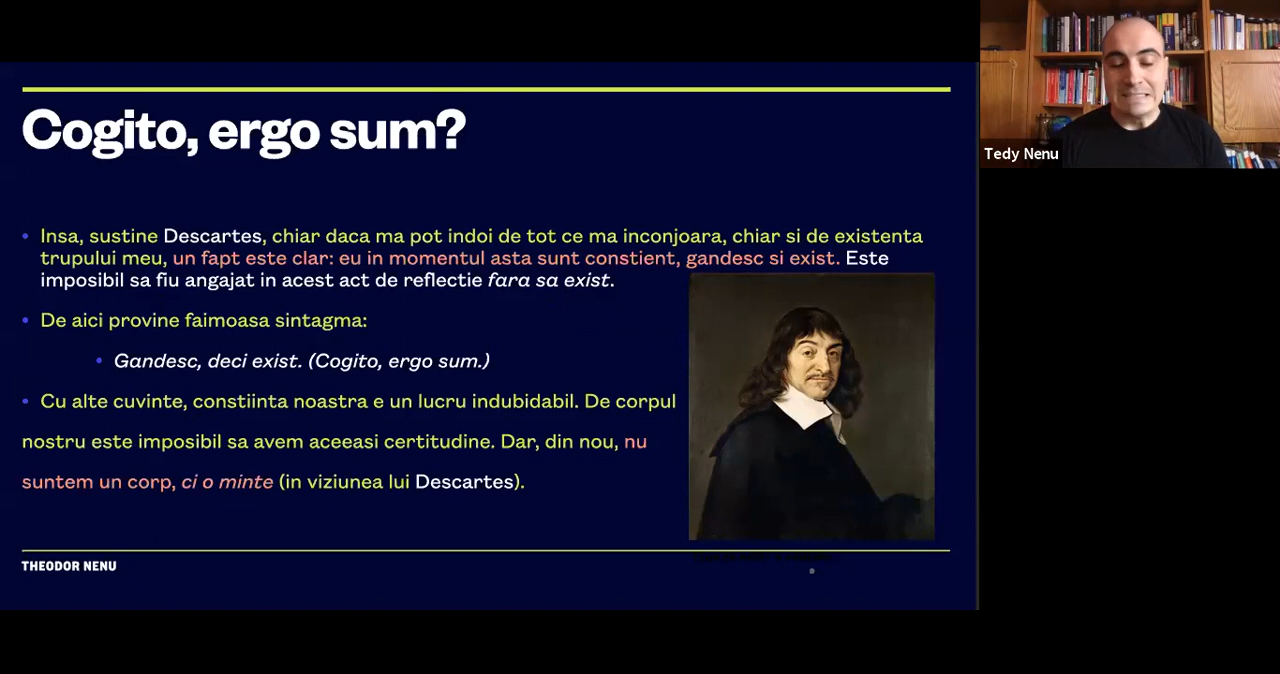 Cogito, ergo sum?
Insa, sustine Descartes, chiar daca ma pot indoi de tot ce ma inconjoara, chiar si de existenta
trupului meu, un fapt este clar: eu in momentul asta sunt constient, gandesc si exist. Este
imposibil sa fiu angajat in acest act de reflectie fara sa exist.
De aici provine faimoasa sintagma:
Gandesc, deci exist. (Cogito, ergo sum.)
Cu alte cuvinte, constiinta noastra e un lucru indubidabil. De corpul
nostru este imposibil sa avem aceeasi certitudine. Dar, din nou, nu
suntem un corp, ci o minte (in viziunea lui Descartes).
THEODOR NENU
Tedy Nenu